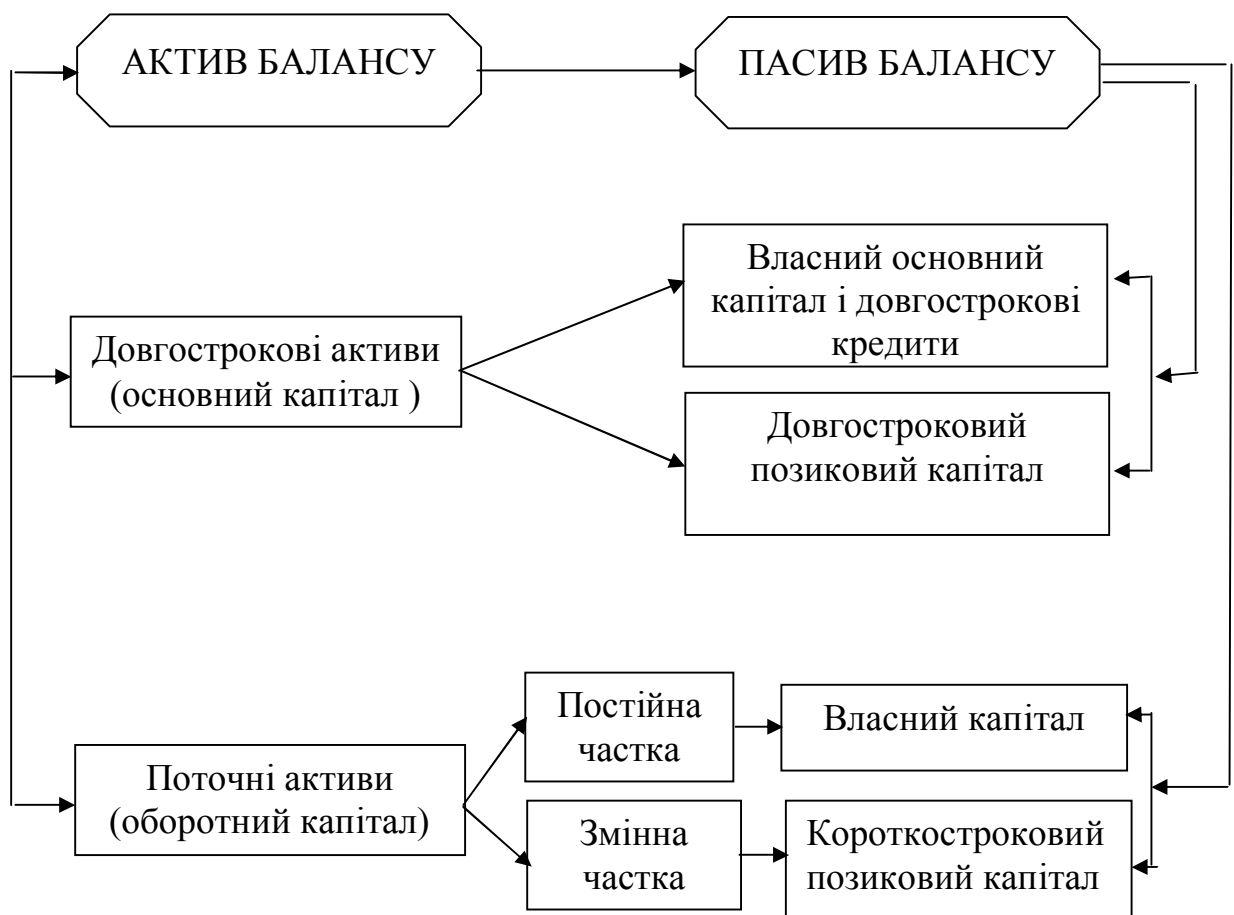 АКТИВ БАЛАНСУ
ПАСИВ БАЛАНСУ
Власний основний
капітал і довгострокові
кредити
Довгострокові активи
(основний капітал )
Довгостроковий
позиковий капітал
Постійна
частка
Власний капітал
Поточні активи
(оборотний капітал)
Змінна
частка
Короткостроковий
позиковий капітал